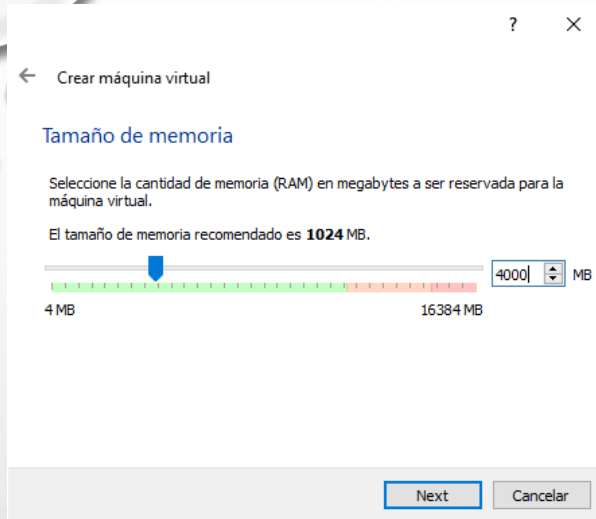 ?
← Crear máquina virtual
Tamaño de memoria
Seleccione la cantidad de memoria (RAM) en megabytes a ser reservada para la
máquina virtual.
El tamaño de memoria recomendado es 1024 MB.
4000 MB
4 MB 16384 MB
Next Cancelar